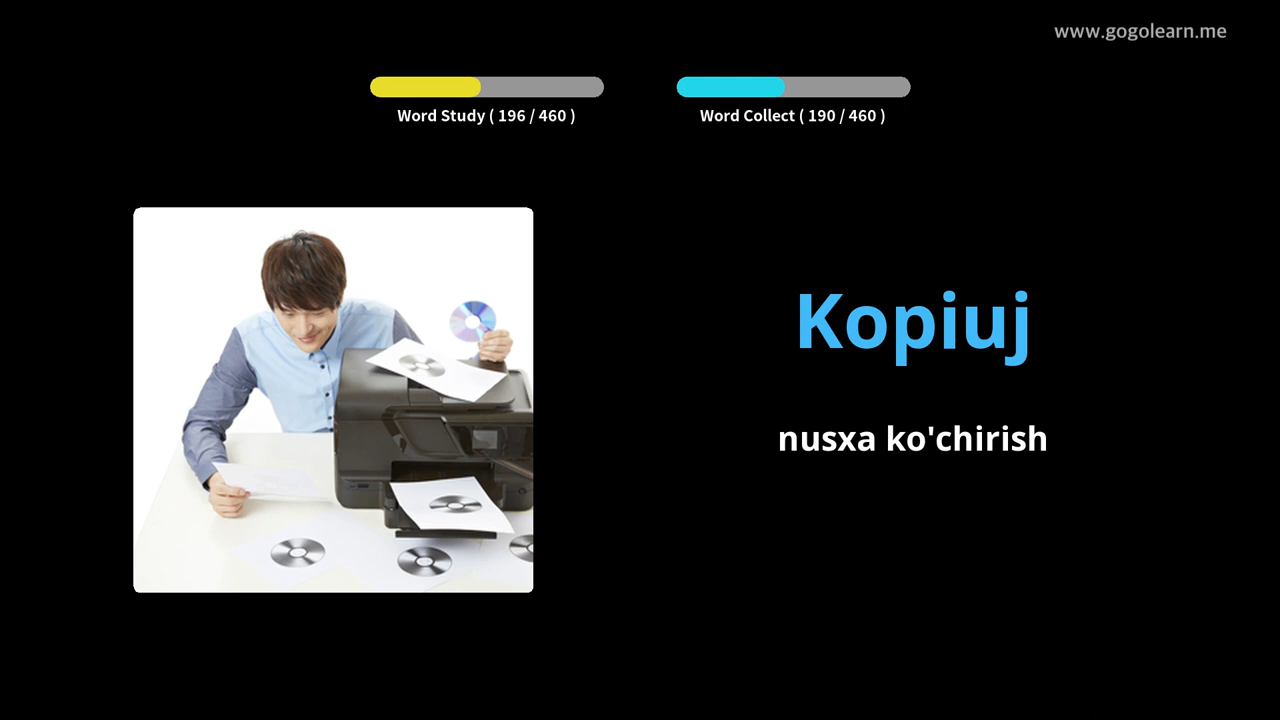 www.gogolearn.me
Word Study ( 196 / 460 )
Word Collect ( 190 / 460 )
Kopiuj
nusxa ko'chirish